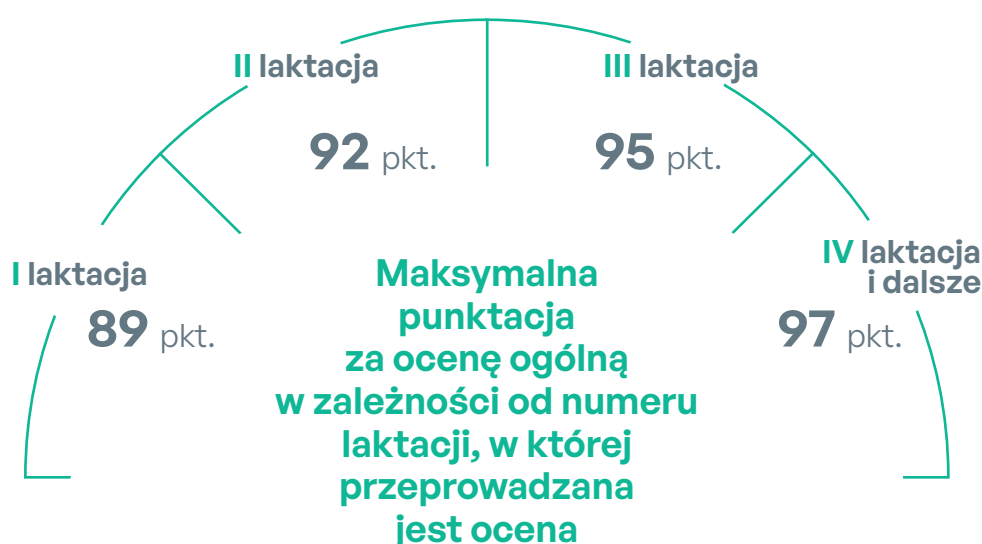 II laktacja
92 pkt.
III laktacja
95 pkt.
I laktacja
89 pkt.
IV laktacja
i dalsze
97 pkt.
Maksymalna
punktacja
za ocenę ogólną
w zależności od numeru
laktacji, w której
przeprowadzana
jest ocena